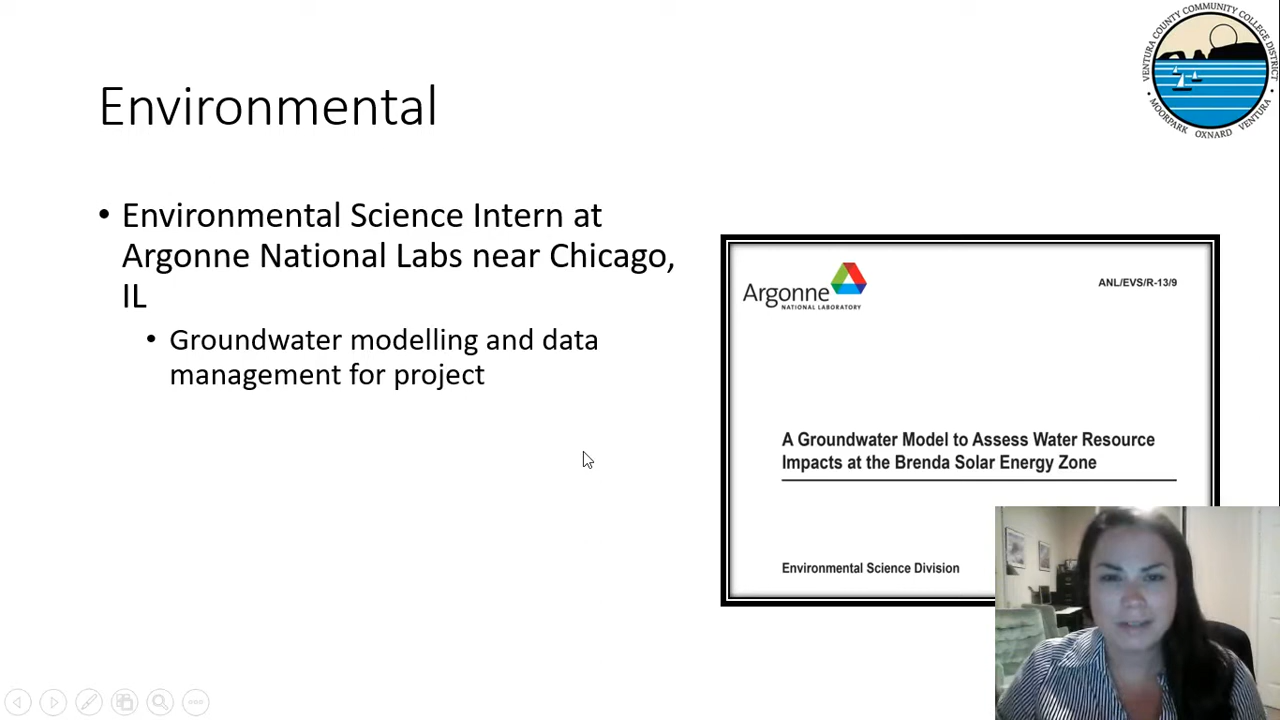 VENTURA COUNTY COMMUNITY COLLEGE DISTRICT
• MOORPARK OXNARD VENTURA •
Environmental
• Environmental Science Intern at
Argonne National Labs near Chicago,
IL
• Groundwater modelling and data
management for project
Argonne
NATIONAL LABORATORY
ANL/EVS/R-13/9
A Groundwater Model to Assess Water Resource
Impacts at the Brenda Solar Energy Zone
Environmental Science Division